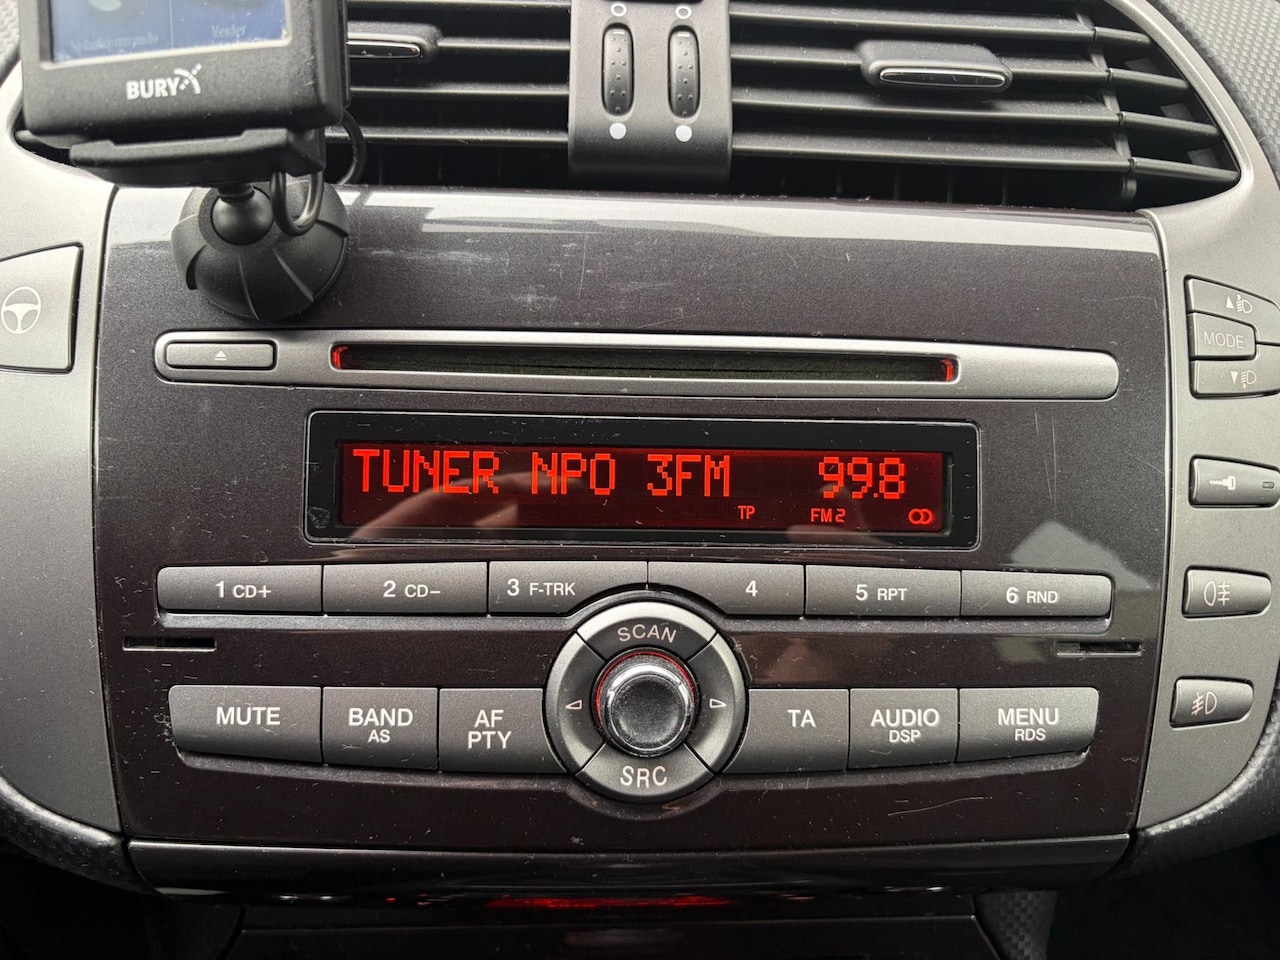 Veider
BURY
MODE
TUNER NPO 3FM 99.8
TP FM2
1 CD+ 2 CD- 3 F-TRK 4 5 RPT 6 RND
SCAN
MUTE BAND AS AF PTY TA AUDIO DSP MENU RDS
SRC